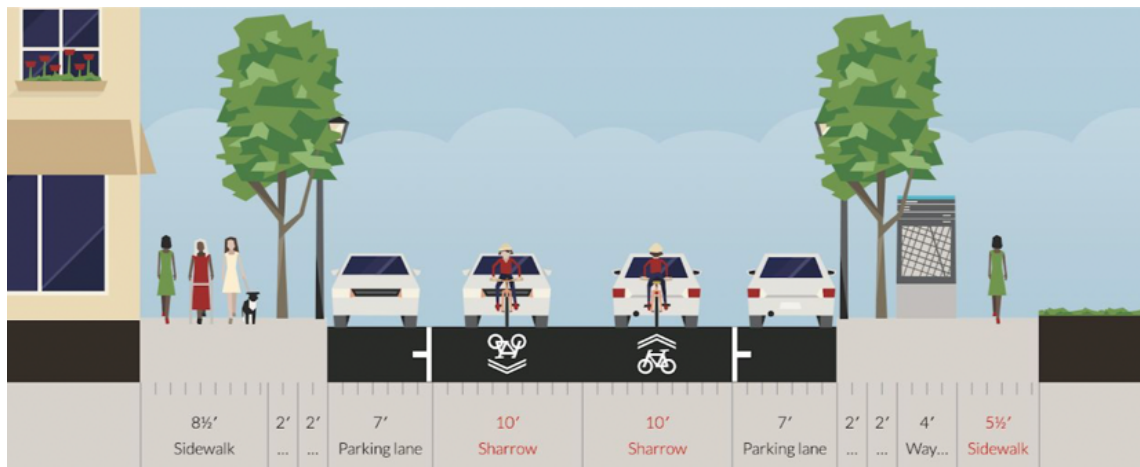 8½′
Sidewalk
2′
...
2′
...
7′
Parking lane
10′
Sharrow
10′
Sharrow
7′
Parking lane
2′
...
2′
...
4′
Way...
5½′
Sidewalk